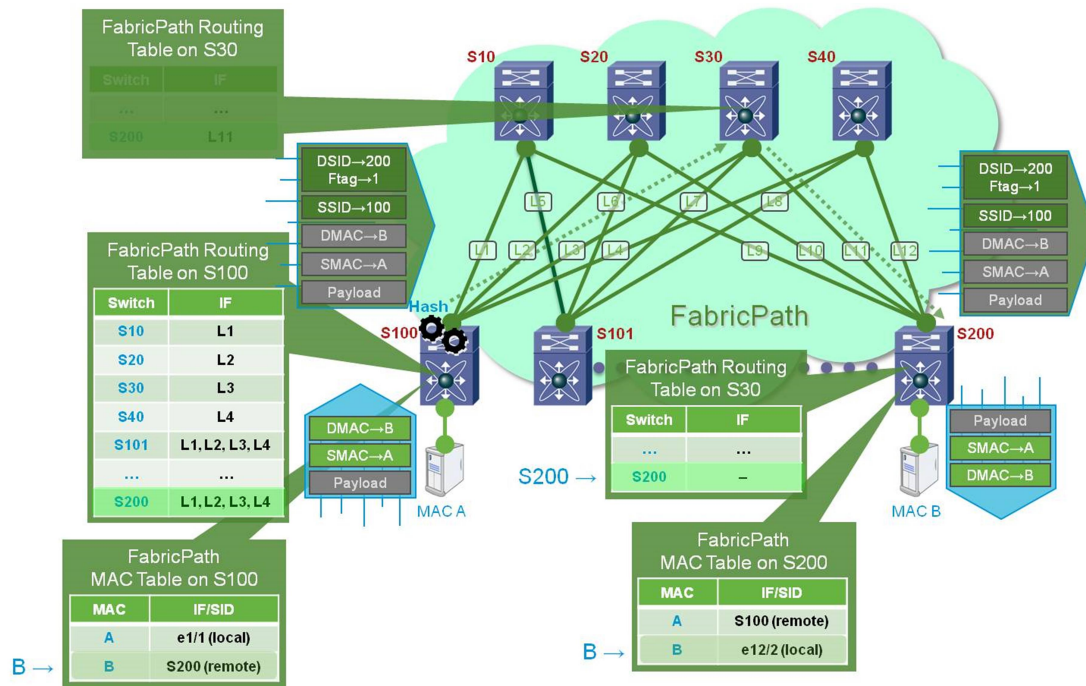 FabricPath Routing
Table on S30
Switch IF
... ...
S200 L11
S10 S20 S30 S40
DSID→200
Ftag→1
SSID→100
DMAC→B
SMAC→A
Payload
DSID→200
Ftag→1
SSID→100
DMAC→B
SMAC→A
Payload
L5 L6 L7 L8
L1 L2 L3 L4 L9 L10 L11 L12
FabricPath
Hash
S100 S101 S200
FabricPath Routing
Table on S100
Switch IF
S10 L1
S20 L2
S30 L3
S40 L4
S101 L1, L2, L3, L4
... ...
S200 L1, L2, L3, L4
DMAC→B
SMAC→A
Payload
MAC A
FabricPath Routing
Table on S30
Switch IF
... ...
S200 → S200 –
Payload
SMAC→A
DMAC→B
MAC B
FabricPath
MAC Table on S100
MAC IF/SID
A e1/1 (local)
B → B S200 (remote)
FabricPath
MAC Table on S200
MAC IF/SID
A S100 (remote)
B → B e12/2 (local)